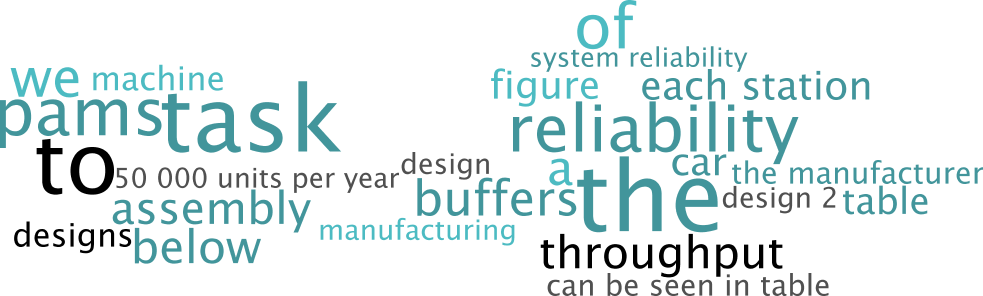 of
system reliability
we machine
figure each station
pams task
reliability
to
a car the manufacturer
50 000 units per year design
buffers the design 2 table
assembly
designs below manufacturing
throughput
can be seen in table